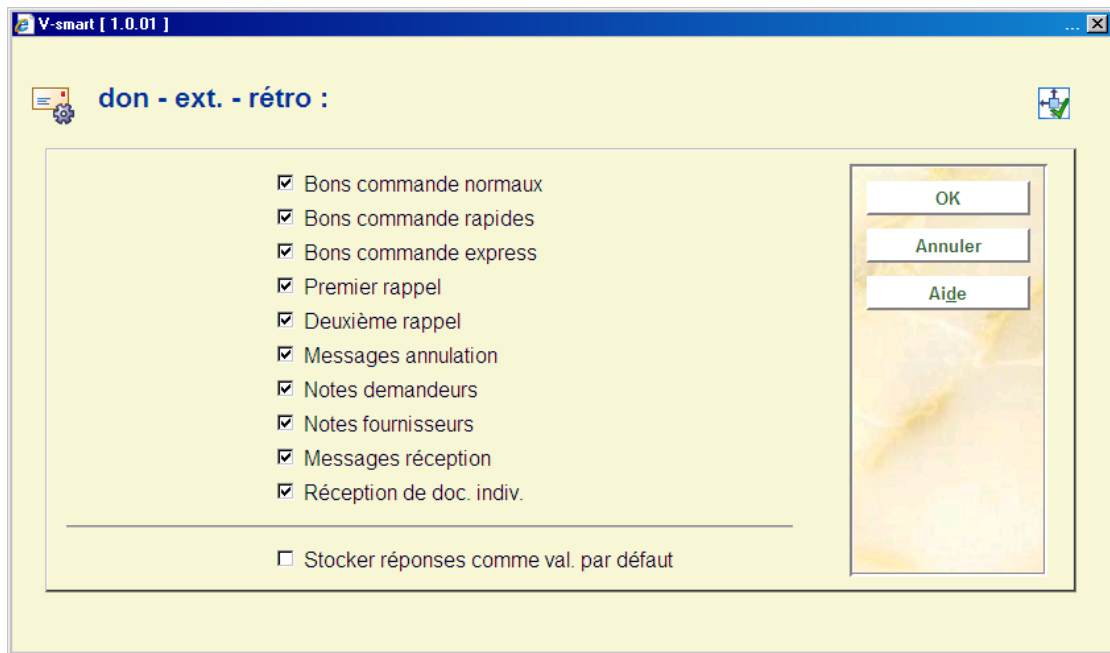 V-smart [ 1.0.01 ]
...
don - ext. - rétro :
Bons commande normaux
Bons commande rapides
Bons commande express
Premier rappel
Deuxième rappel
Messages annulation
Notes demandeurs
Notes fournisseurs
Messages réception
Réception de doc. indiv.
Stocker réponses comme val. par défaut
OK
Annuler
Aide